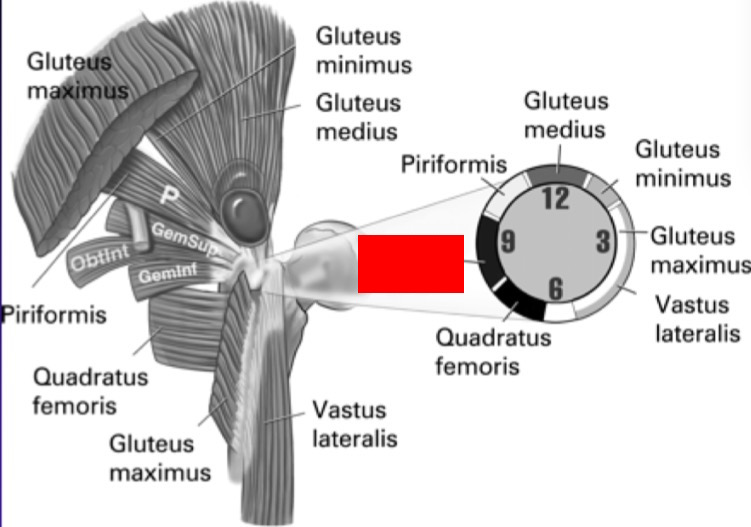 Gluteus
maximus
Gluteus
minimus
Gluteus
medius
P
GemSup
ObtInt
GemInf
Piriformis
Quadratus
femoris
Gluteus
maximus
Vastus
lateralis
Gluteus
medius
Piriformis
Gluteus
minimus
12
9
3
6
Gluteus
maximus
Vastus
lateralis
Quadratus
femoris